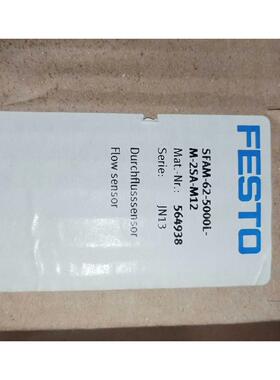 FESTO
SFAM-62-5000L-
M-2SA-M12
Mat.-Nr.: 564938
Serie: JN13
Durchflusssensor
Flow sensor